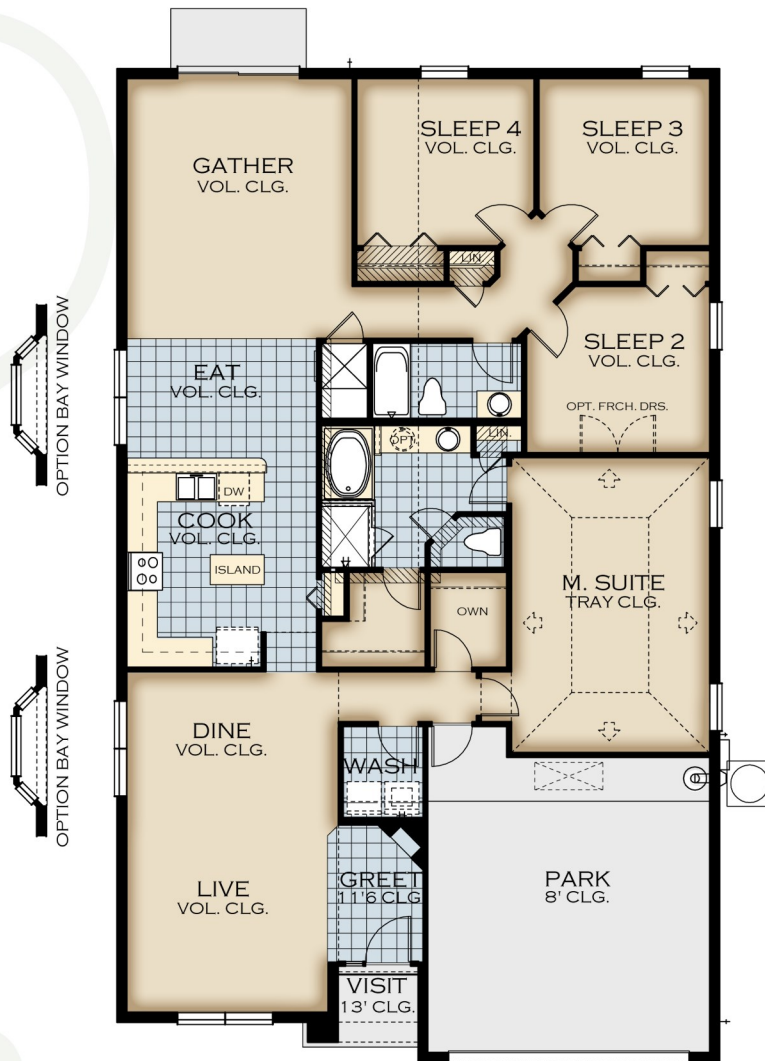 GATHER
VOL. CLG.
SLEEP 4
VOL. CLG.
SLEEP 3
VOL. CLG.
LIN.
OPTION BAY WINDOW
EAT
VOL. CLG.
SLEEP 2
VOL. CLG.
OPT. FRCH. DRS.
OPT.
LIN.
DW
COOK
VOL. CLG.
ISLAND
M. SUITE
TRAY CLG.
OWN
OPTION BAY WINDOW
DINE
VOL. CLG.
WASH
LIVE
VOL. CLG.
GREET
11'6 CLG
PARK
8' CLG.
VISIT
13' CLG.